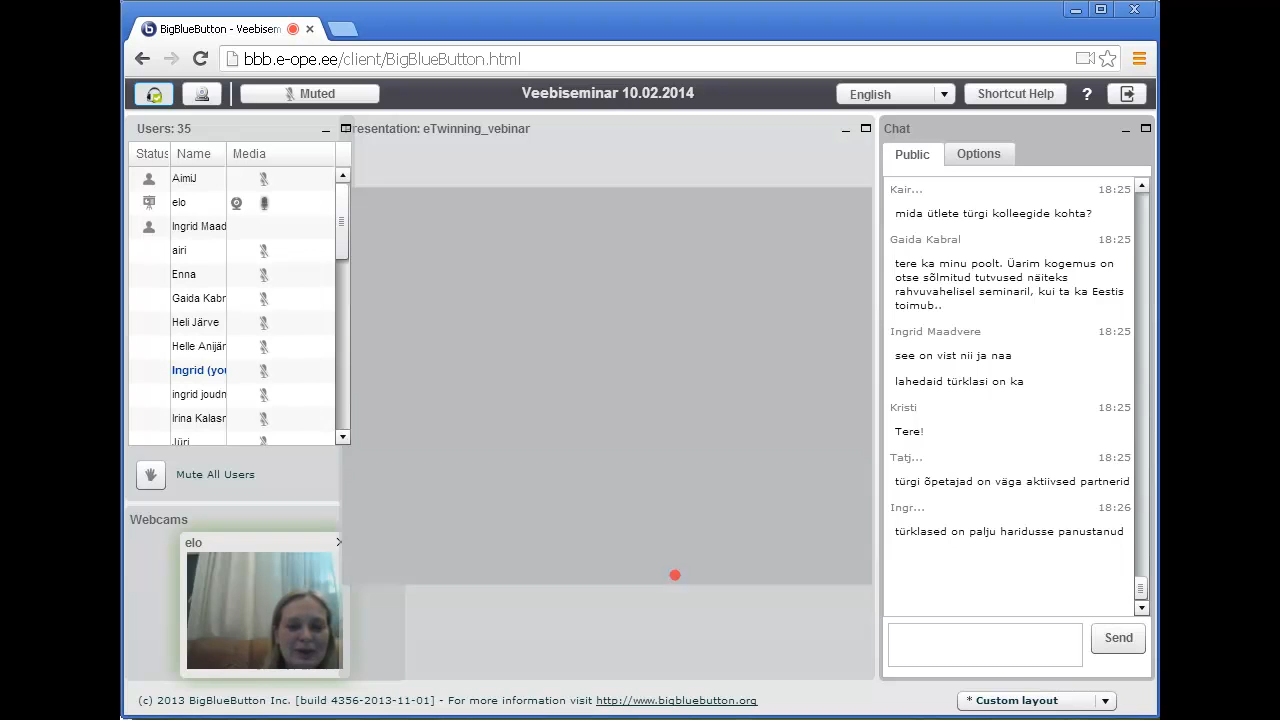 BigBlueButton - Veebisem
bbb.e-ope.ee/client/BigBlueButton.html
Muted
Veebiseminar 10.02.2014
English
Shortcut Help
?
Users: 35
resentation: eTwinning_vebinar
Chat
Status Name Media
Public Options
AimiJ
elo
Ingrid Maad
airi
Enna
Gaida Kabr
Heli Järve
Helle Anijär
Ingrid (you
ingrid joudn
Irina Kalasn
Jüri
Mute All Users
Webcams
elo
Kair... 18:25
mida ütlete türgi kolleegide kohta?
Gaida Kabral 18:25
tere ka minu poolt. Üarim kogemus on
otse sõlmitud tutvused näiteks
rahvuvahelisel seminaril, kui ta ka Eestis
toimub..
Ingrid Maadvere 18:25
see on vist nii ja naa
lahedaid türklasi on ka
Kristi 18:25
Tere!
Tatj... 18:25
türgi õpetajad on väga aktiivsed partnerid
Ingr... 18:26
türklased on palju haridusse panustanud
Send
(c) 2013 BigBlueButton Inc. [build 4356-2013-11-01] - For more information visit http://www.bigbluebutton.org
* Custom layout